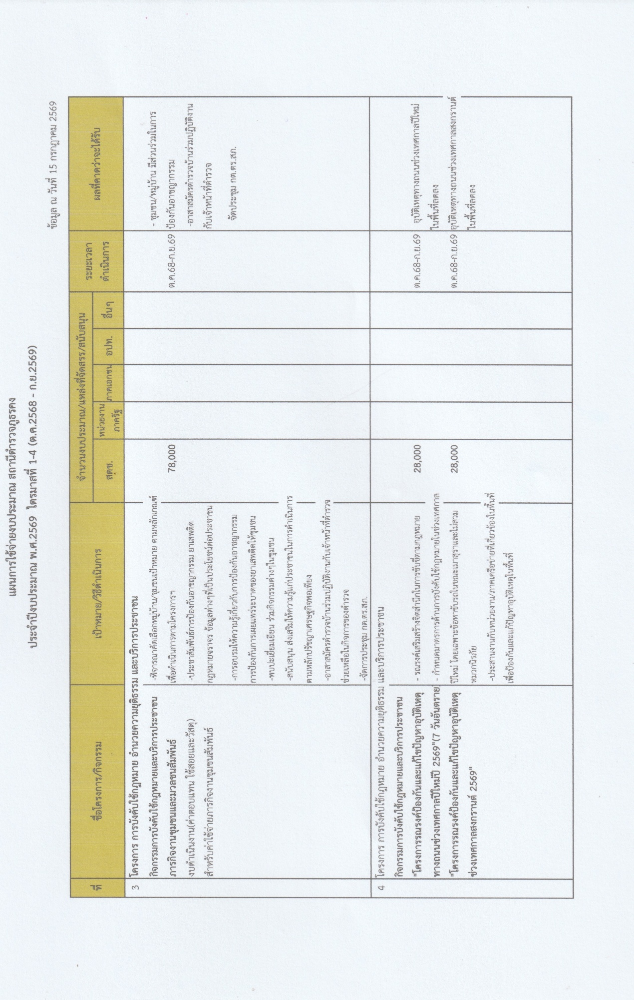 แผนการใช้จ่ายงบประมาณ สถานีตำรวจภูธรคง
ประจำปีงบประมาณ พ.ศ.2569 ไตรมาสที่ 1-4 (ต.ค.2568 - ก.ย.2569)
ข้อมูล ณ วันที่ 15 กรกฎาคม 2569
ที่
ชื่อโครงการ/กิจกรรม
เป้าหมาย/วิธีดำเนินการ
จำนวนงบประมาณ/แหล่งที่จัดสรร/สนับสนุน
สตช.
หน่วยงาน
ภาครัฐ
ภาคเอกชน
อปท.
อื่นๆ
ระยะเวลา
ดำเนินการ
ผลที่คาดว่าจะได้รับ
3
โครงการ การบังคับใช้กฎหมาย อำนวยความยุติธรรม และบริการประชาชน
กิจกรรมการบังคับใช้กฎหมายและบริการประชาชน
ภารกิจงานชุมชนและมวลชนสัมพันธ์
งบดำเนินงาน(ค่าตอบแทน ใช้สอยและวัสดุ)
สำหรับค่าใช้จ่ายภารกิจงานชุมชนสัมพันธ์
-พิจารณาคัดเลือกหมู่บ้าน/ชุมชนเป้าหมาย ตามหลักเกณฑ์
เพื่อดำเนินการตามโครงการฯ
-ประชาสัมพันธ์การป้องกันอาชญากรรม ยาเสพติด
กฎหมายจราจร ข้อมูลต่างๆที่เป็นประโยชน์ต่อประชาชน
-การอบรมให้ความรู้เกี่ยวกับการป้องกันอาชญากรรม
การป้องกันการเผยแพร่ระบาดของยาเสพติดให้ชุมชน
-พบปะเยี่ยมเยียน ร่วมกิจกรรมต่างๆในชุมชน
-สนับสนุน ส่งเสริมให้ความรู้แก่ประชาชนในการดำเนินการ
ตามหลักปรัชญาเศรษฐกิจพอเพียง
-อาสาสมัครตำรวจบ้านร่วมปฏิบัติงานกับเจ้าหน้าที่ตำรวจ
ช่วยเหลือในกิจการของตำรวจ
-จัดการประชุม กต.ตร.สภ.
78,000
ต.ค.68-ก.ย.69
- ชุมชน/หมู่บ้าน มีส่วนร่วมในการ
ป้องกันอาชญากรรม
-อาสาสมัครตำรวจบ้านร่วมปฏิบัติงาน
กับเจ้าหน้าที่ตำรวจ
จัดประชุม กต.ตร.สภ.
4
โครงการ การบังคับใช้กฎหมาย อำนวยความยุติธรรม และบริการประชาชน
กิจกรรมการบังคับใช้กฎหมายและบริการประชาชน
"โครงการรณรงค์ป้องกันและแก้ไขปัญหาอุบัติเหตุ
ทางถนนช่วงเทศกาลปีใหม่ปี 2569"(7 วันอันตราย)
"โครงการรณรงค์ป้องกันและแก้ไขปัญหาอุบัติเหตุ
ช่วงเทศกาลสงกรานต์ 2569"
- รณรงค์เสริมสร้างจิตสำนึกในการขับขี่ตามกฎหมาย
- กำหนดมาตรการด้านการบังคับใช้กฎหมายในช่วงเทศกาล
ปีใหม่ โดยเฉพาะข้อหาขับรถในขณะเมาสุราและไม่สวม
หมวกนิรภัย
-ประสานงานกับหน่วยงาน/ภาคเครือข่ายที่เกี่ยวข้องในพื้นที่
เพื่อป้องกันและแก้ปัญหาอุบัติเหตุในพื้นที่
28,000
28,000
ต.ค.68-ก.ย.69
ต.ค.68-ก.ย.69
อุบัติเหตุทางถนนช่วงเทศกาลปีใหม่
ในพื้นที่ลดลง
อุบัติเหตุทางถนนช่วงเทศกาลสงกรานต์
ในพื้นที่ลดลง